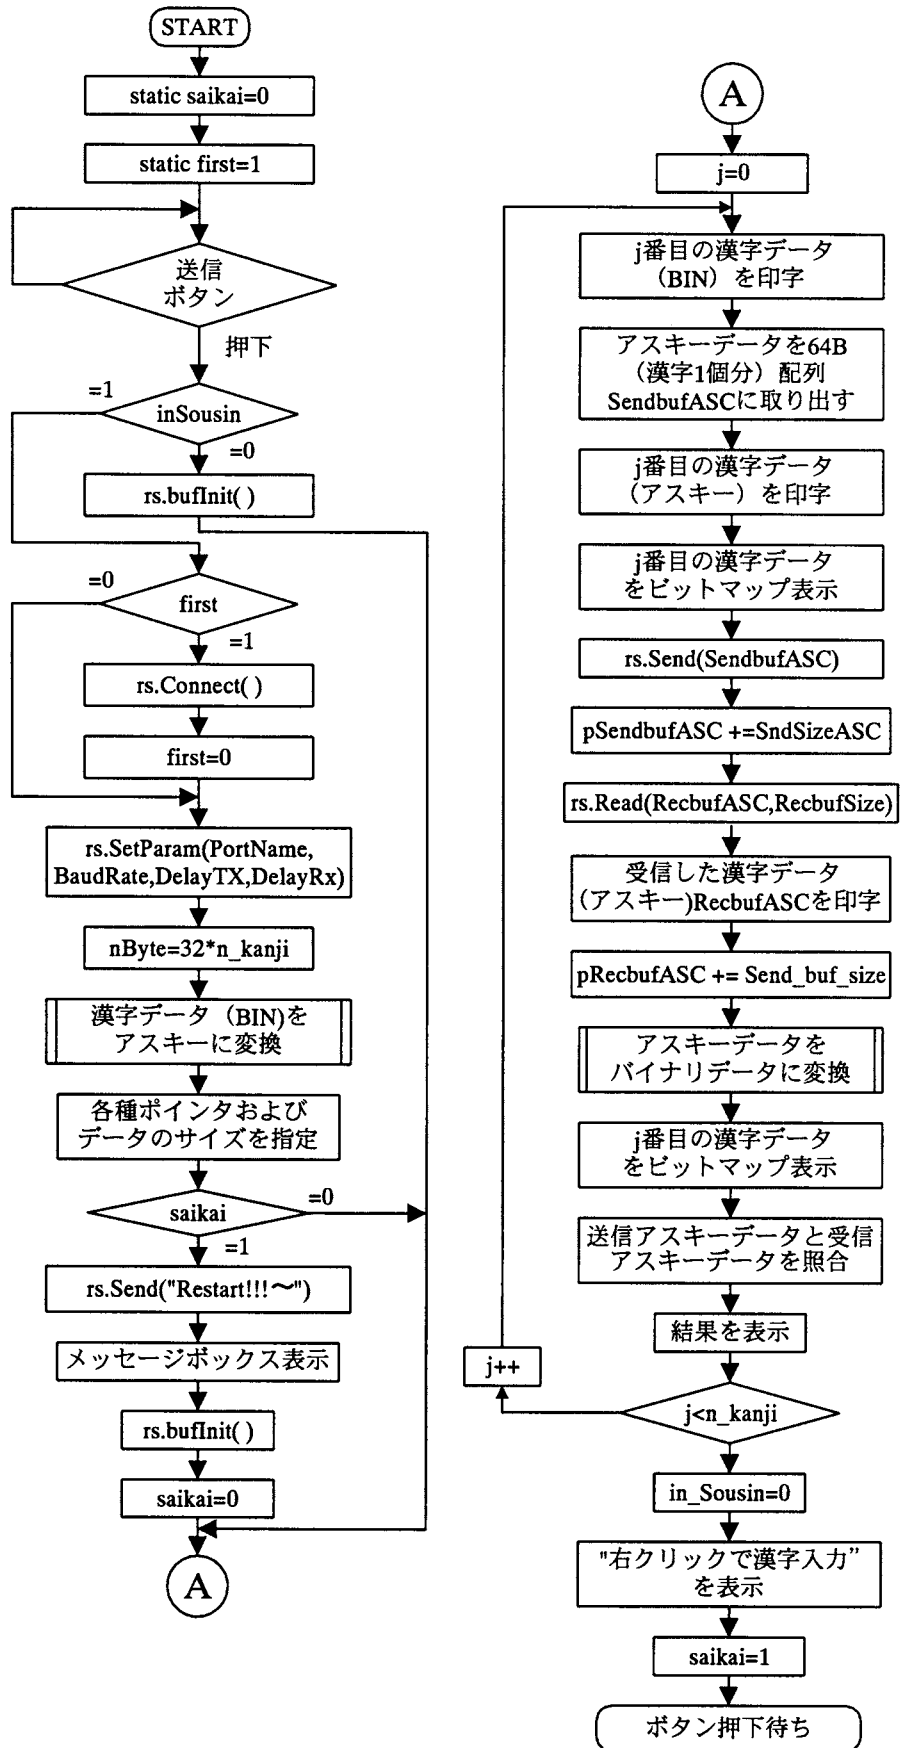 START
static saikai=0
static first=1
送信
ボタン
押下
=1
inSousin
=0
rs.bufInit( )
=0
first
=1
rs.Connect( )
first=0
rs.SetParam(PortName,
BaudRate,DelayTX,DelayRx)
nByte=32*n_kanji
漢字データ（BIN)を
アスキーに変換
各種ポインタおよび
データのサイズを指定
saikai
=0
=1
rs.Send("Restart!!!〜")
メッセージボックス表示
rs.bufInit( )
saikai=0
A
A
j=0
j番目の漢字データ
（BIN）を印字
アスキーデータを64B
（漢字1個分）配列
SendbufASCに取り出す
j番目の漢字データ
（アスキー）を印字
j番目の漢字データ
をビットマップ表示
rs.Send(SendbufASC)
pSendbufASC +=SndSizeASC
rs.Read(RecbufASC,RecbufSize)
受信した漢字データ
（アスキー)RecbufASCを印字
pRecbufASC += Send_buf_size
アスキーデータを
バイナリデータに変換
j番目の漢字データ
をビットマップ表示
送信アスキーデータと受信
アスキーデータを照合
結果を表示
j++
j<n_kanji
in_Sousin=0
"右クリックで漢字入力”
を表示
saikai=1
ボタン押下待ち